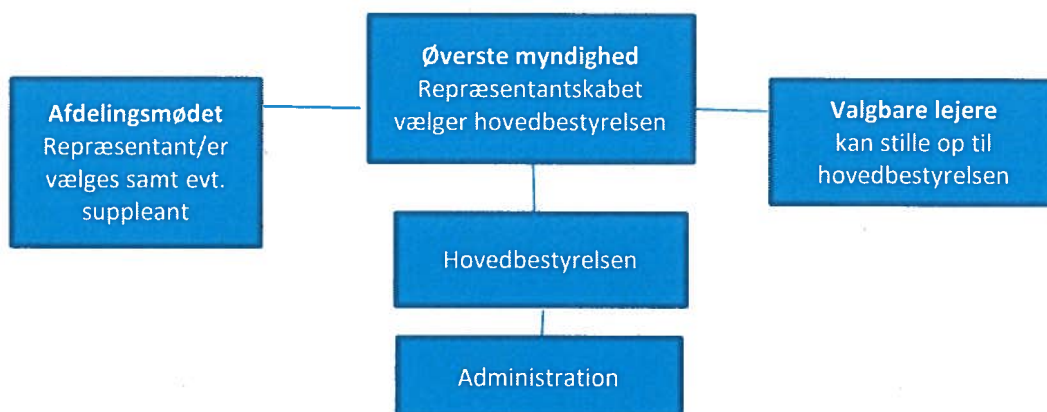 Øverste myndighed
Repræsentantskabet
vælger hovedbestyrelsen
Afdelingsmødet
Repræsentant/er
vælges samt evt.
suppleant
Valgbare lejere
kan stille op til
hovedbestyrelsen
Hovedbestyrelsen
Administration